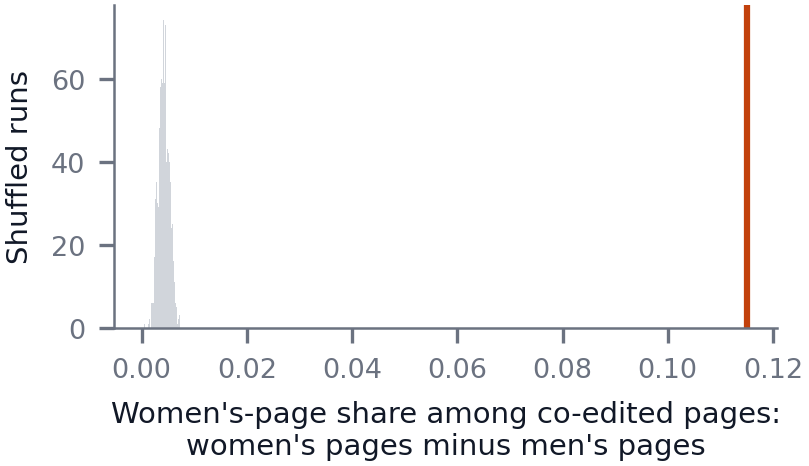 Shuffled runs
60
40
20
0
0.00 0.02 0.04 0.06 0.08 0.10 0.12
Women's-page share among co-edited pages:
women's pages minus men's pages